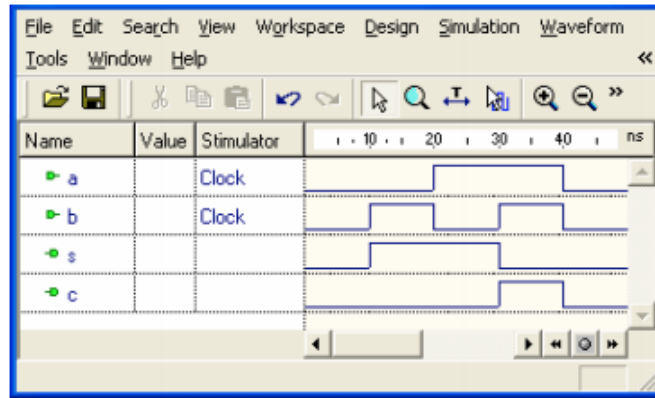 File Edit Search View Workspace Design Simulation Waveform
Tools Window Help «
T »
Name Value Stimulator 10 20 30 40 ns
a Clock
b Clock
s
c